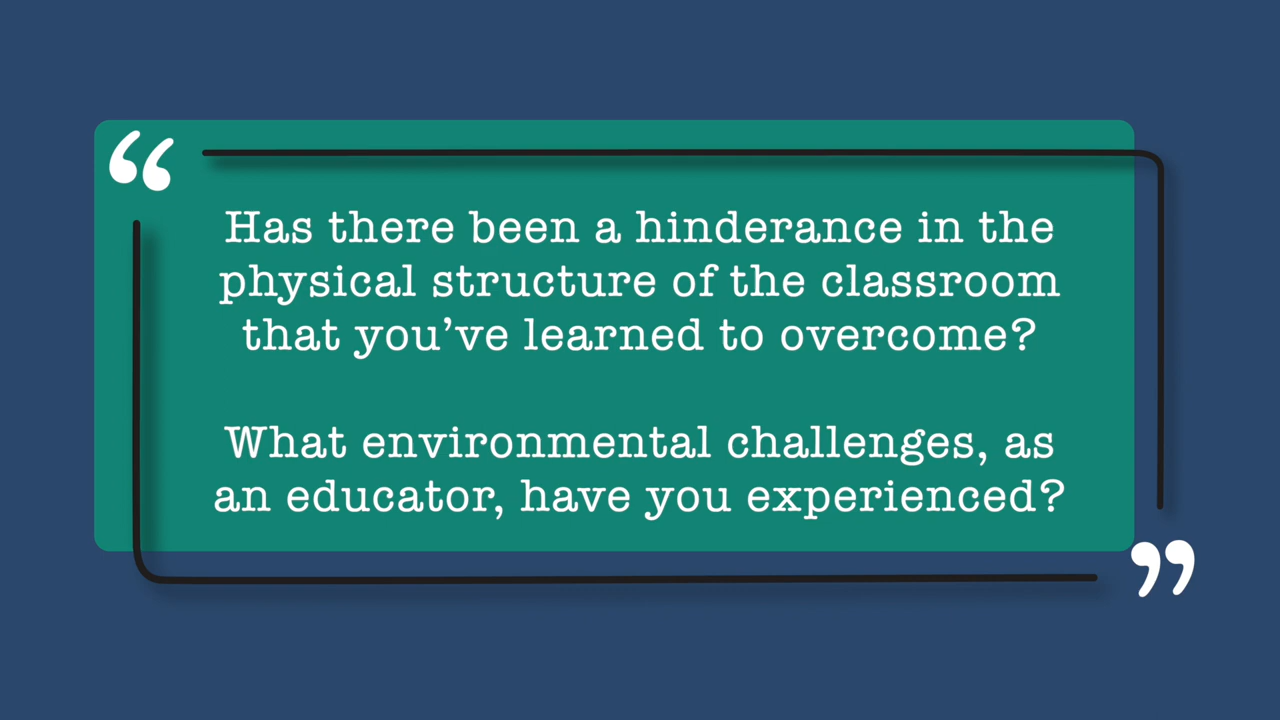 “
Has there been a hinderance in the
physical structure of the classroom
that you’ve learned to overcome?
What environmental challenges, as
an educator, have you experienced?
”